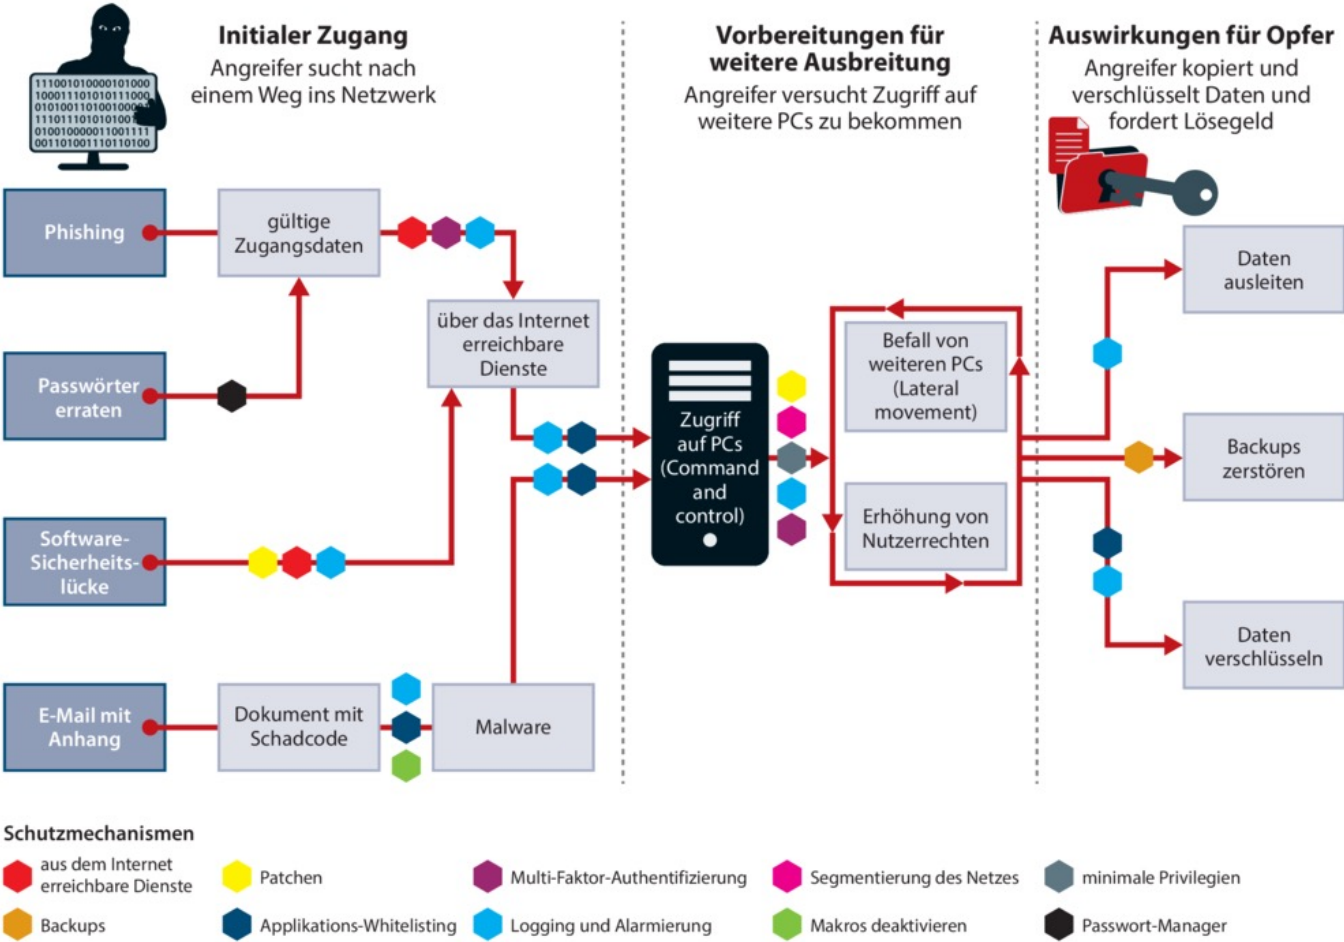 Initialer Zugang
Angreifer sucht nach
einem Weg ins Netzwerk
Vorbereitungen für
weitere Ausbreitung
Angreifer versucht Zugriff auf
weitere PCs zu bekommen
Auswirkungen für Opfer
Angreifer kopiert und
verschlüsselt Daten und
fordert Lösegeld
Phishing
gültige
Zugangsdaten
Passwörter
erraten
über das Internet
erreichbare
Dienste
Software-
Sicherheits-
lücke
E-Mail mit
Anhang
Dokument mit
Schadcode
Malware
Zugriff
auf PCs
(Command
and
control)
Befall von
weiteren PCs
(Lateral
movement)
Erhöhung von
Nutzerrechten
Daten
ausleiten
Backups
zerstören
Daten
verschlüsseln
Schutzmechanismen
aus dem Internet
erreichbare Dienste
Patchen
Multi-Faktor-Authentifizierung
Segmentierung des Netzes
minimale Privilegien
Backups
Applikations-Whitelisting
Logging und Alarmierung
Makros deaktivieren
Passwort-Manager